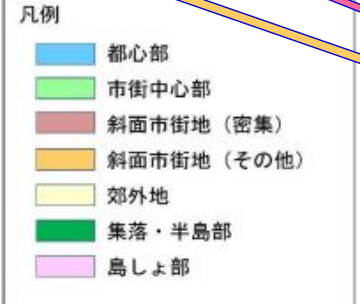 凡例
都心部
市街中心部
斜面市街地（密集）
斜面市街地（その他）
郊外地
集落・半島部
島しょ部